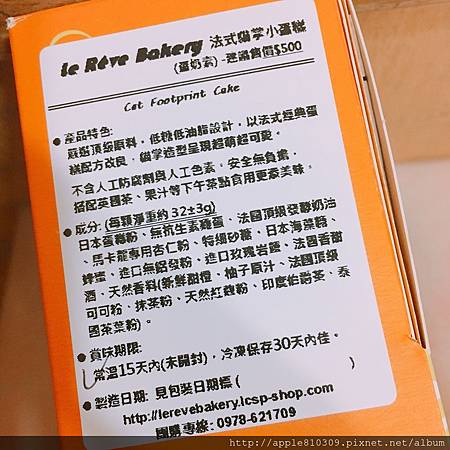 le Rêve Bakery 法式貓掌小蛋糕
(蛋奶素) -建議售價$500
Cat Footprint Cake
● 產品特色:
嚴選頂級原料，低糖低油脂設計，以法式經典蛋
糕配方改良，貓掌造型呈現超萌超可愛。
不含人工防腐劑與人工色素，安全無負擔，
搭配英國茶、果汁等下午茶點食用更添美味。
● 成分: (每顆淨重約 32±3g)
日本蛋糕粉、無抗生素雞蛋、法國頂級發酵奶油
、馬卡龍專用杏仁粉、特細砂糖、日本海藻糖、
蜂蜜、進口無鋁發粉、進口玫瑰岩鹽、法國香甜
酒、天然香料(新鮮甜橙、柚子原汁、法國頂級
可可粉、抹茶粉、天然紅麴粉、印度伯爵茶、泰
國茶葉粉)。
● 賞味期限:
常溫15天內(未開封)，冷凍保存30天內佳。
● 製造日期: 見包裝日期標 ( )
http://lerevebakery.lcsp-shop.com
團購專線: 0978-621709
http://apple810309.pixnet.net/album